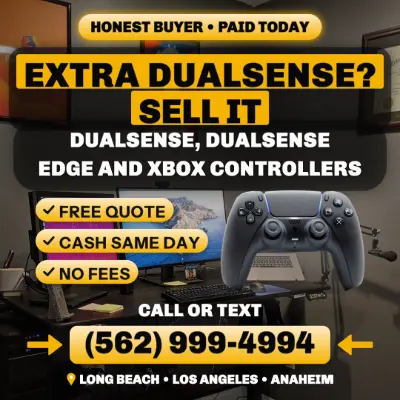 HONEST BUYER • PAID TODAY
EXTRA DUALSENSE?
SELL IT
DUALSENSE, DUALSENSE
EDGE AND XBOX CONTROLLERS
FREE QUOTE
CASH SAME DAY
NO FEES
CALL OR TEXT
(562) 999-4994
LONG BEACH • LOS ANGELES • ANAHEIM